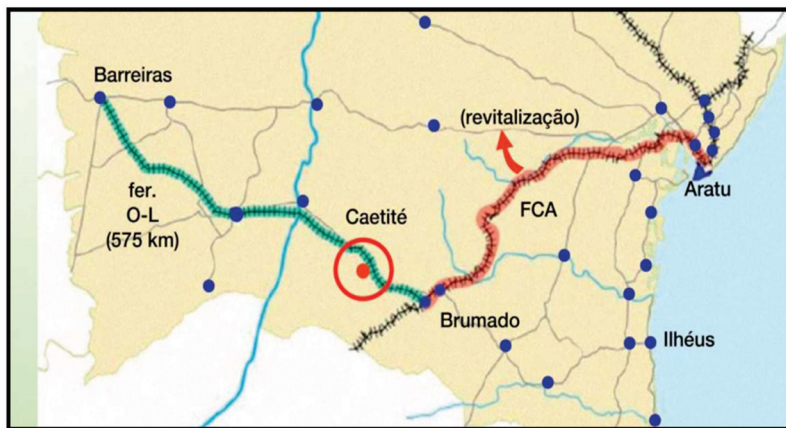 Barreiras
(revitalização)
fer.
O-L
(575 km)
Caetité
FCA
Aratu
Brumado
Ilhéus